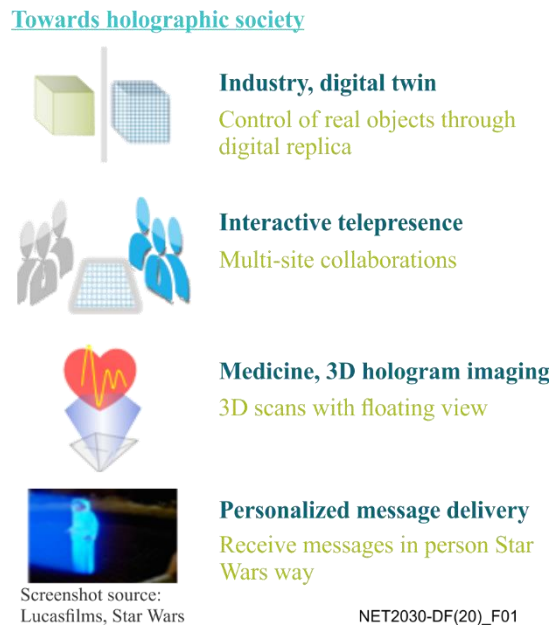 Towards holographic society
Industry, digital twin
Control of real objects through
digital replica
Interactive telepresence
Multi-site collaborations
Medicine, 3D hologram imaging
3D scans with floating view
Personalized message delivery
Receive messages in person Star
Wars way
Screenshot source:
Lucasfilms, Star Wars
NET2030-DF(20)_F01